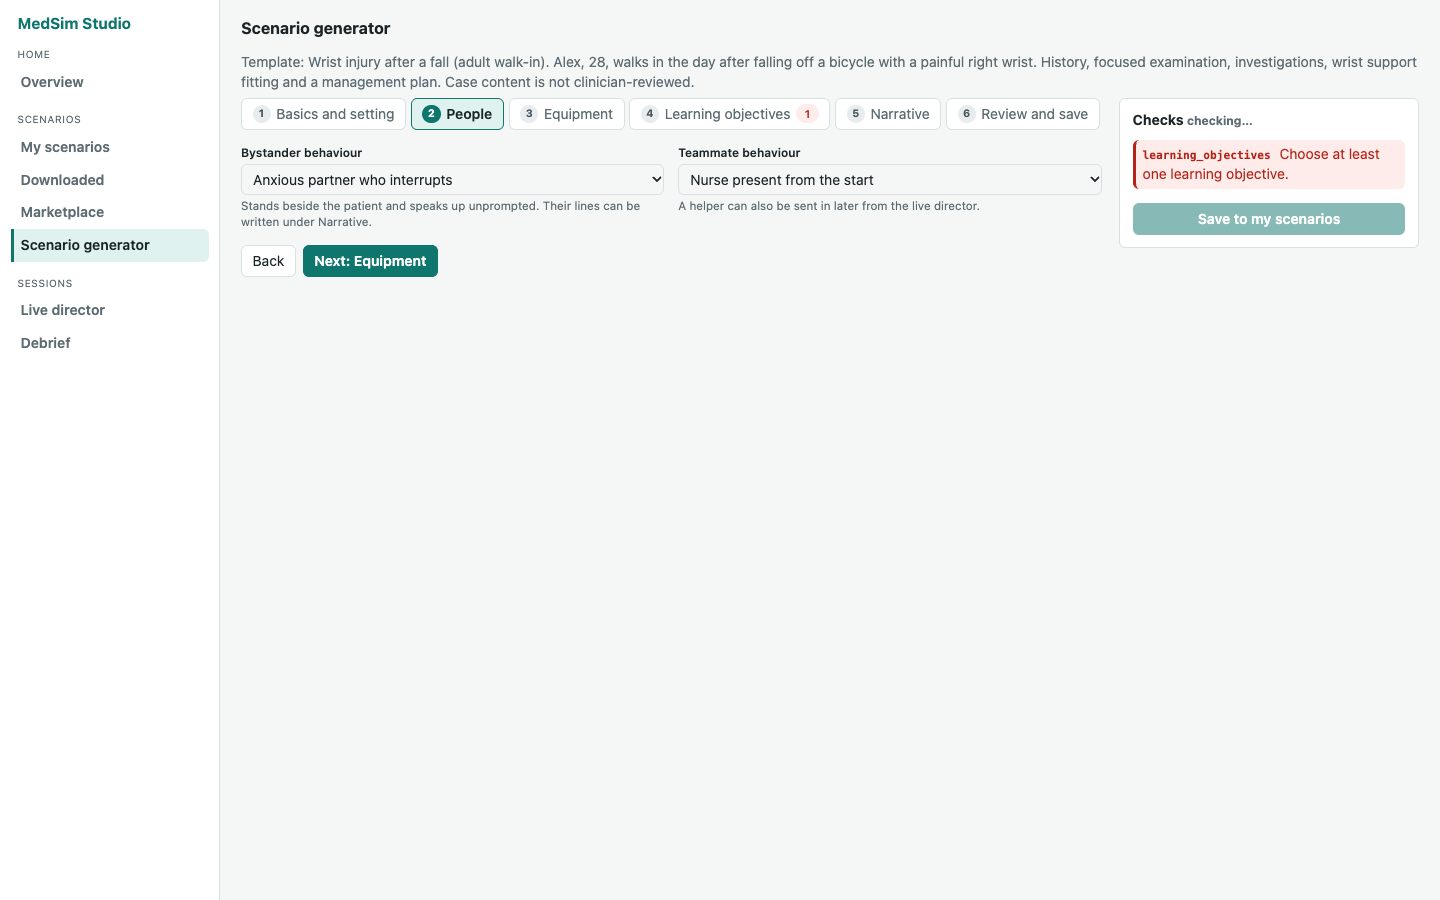 MedSim Studio
HOME
Overview
SCENARIOS
My scenarios
Downloaded
Marketplace
Scenario generator
SESSIONS
Live director
Debrief
Scenario generator
Template: Wrist injury after a fall (adult walk-in). Alex, 28, walks in the day after falling off a bicycle with a painful right wrist. History, focused examination, investigations, wrist support
fitting and a management plan. Case content is not clinician-reviewed.
1 Basics and setting
2 People
3 Equipment
4 Learning objectives 1
5 Narrative
6 Review and save
Bystander behaviour
Anxious partner who interrupts
Stands beside the patient and speaks up unprompted. Their lines can be
written under Narrative.
Teammate behaviour
Nurse present from the start
A helper can also be sent in later from the live director.
Back
Next: Equipment
Checks checking...
learning_objectives Choose at least
one learning objective.
Save to my scenarios